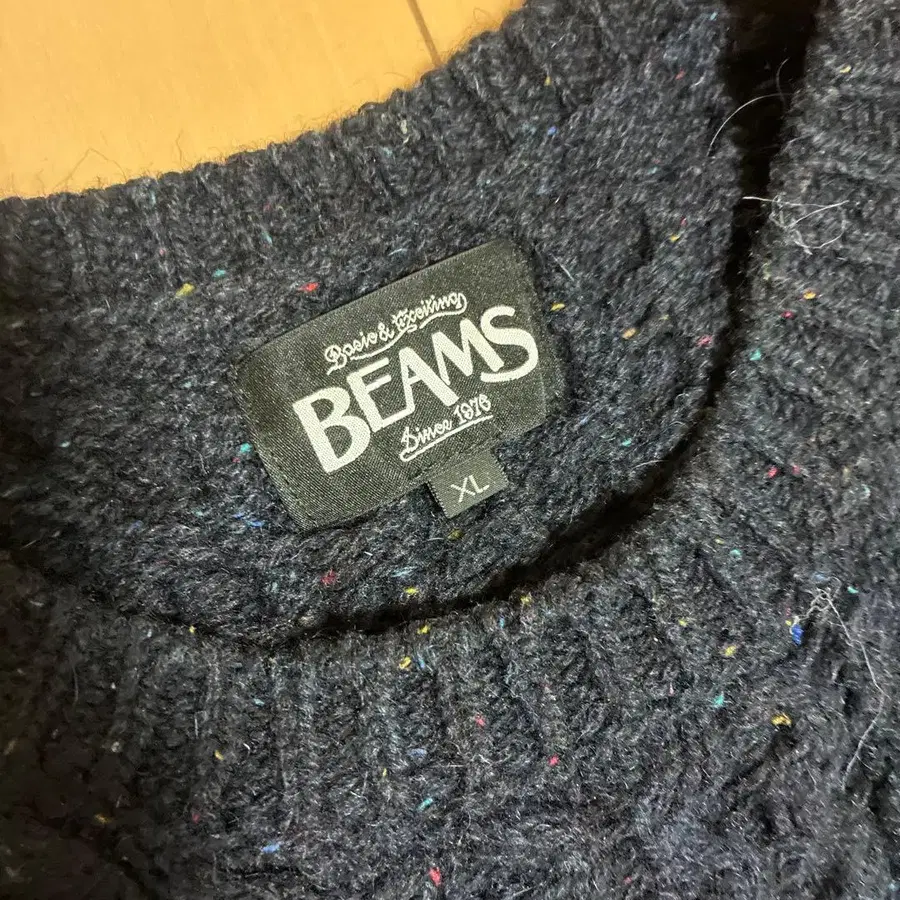 Basic & Exciting
BEAMS
Since 1976
XL